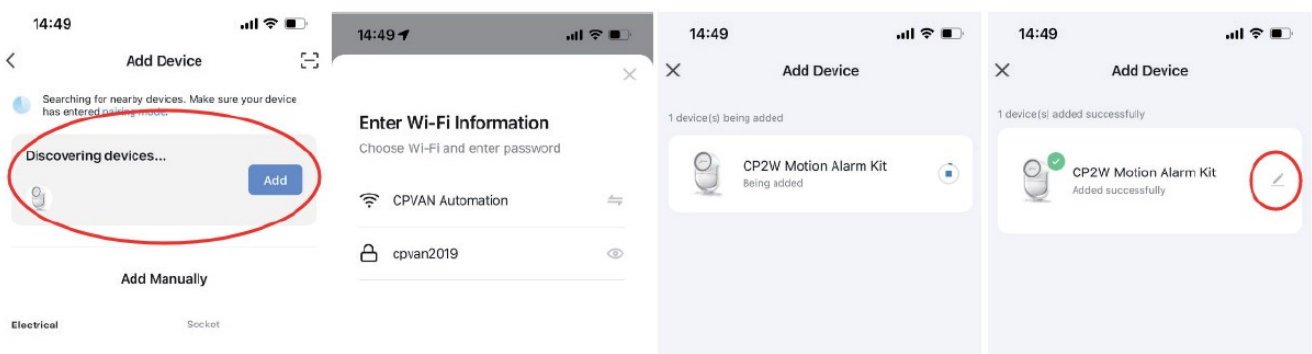 14:49
Add Device
Searching for nearby devices. Make sure your device
has entered pairing mode.
Discovering devices...
Add
Add Manually
Electrical
Socket
14:49
Enter Wi-Fi Information
Choose Wi-Fi and enter password
CPVAN Automation
cpvan2019
14:49
Add Device
1 device(s) being added
CP2W Motion Alarm Kit
Being added
14:49
Add Device
1 device(s) added successfully
CP2W Motion Alarm Kit
Added successfully